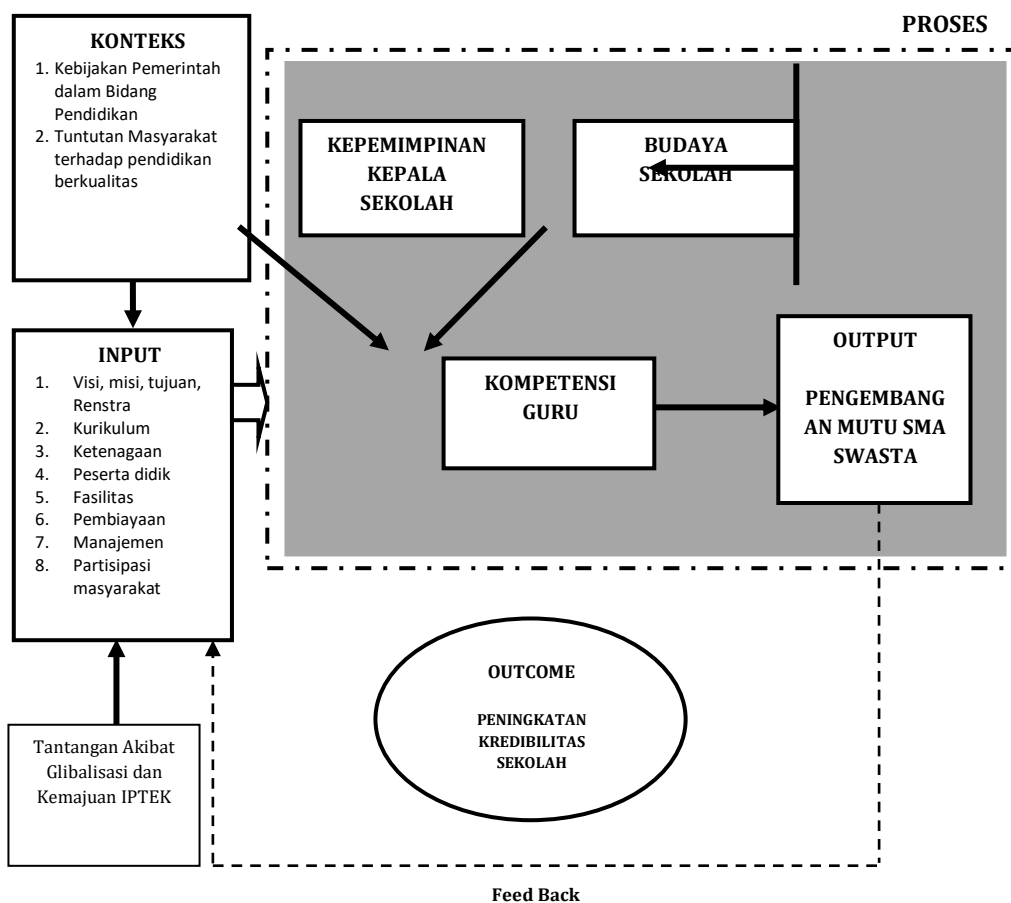 PROSES
KONTEKS
1. Kebijakan Pemerintah
dalam Bidang
Pendidikan
2. Tuntutan Masyarakat
terhadap pendidikan
berkualitas
KEPEMIMPINAN
KEPALA
SEKOLAH
BUDAYA
SEKOLAH
INPUT
1. Visi, misi, tujuan,
Renstra
2. Kurikulum
3. Ketenagaan
4. Peserta didik
5. Fasilitas
6. Pembiayaan
7. Manajemen
8. Partisipasi
masyarakat
KOMPETENSI
GURU
OUTPUT
PENGEMBANG
AN MUTU SMA
SWASTA
OUTCOME
PENINGKATAN
KREDIBILITAS
SEKOLAH
Tantangan Akibat
Glibalisasi dan
Kemajuan IPTEK
Feed Back